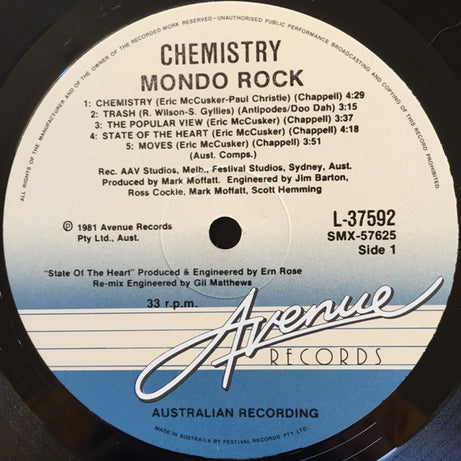 ALL RIGHTS OF THE MANUFACTURER AND OF THE OWNER OF THE RECORDED WORK RESERVED - UNAUTHORISED PUBLIC PERFORMANCE BROADCASTING AND COPYING OF THIS RECORD PROHIBITED.
CHEMISTRY
MONDO ROCK
1: CHEMISTRY (Eric McCusker-Paul Christie) (Chappell) 4:29
2: TRASH (R. Wilson-S. Gyllies) (Antipodes/Doo Dah) 3:15
3: THE POPULAR VIEW (Eric McCusker) (Chappell) 3:37
4: STATE OF THE HEART (Eric McCusker) (Chappell) 4:18
5: MOVES (Eric McCusker) (Chappell) 3:51
(Aust. Comps.)
Rec. AAV Studios, Melb., Festival Studios, Sydney, Aust.
Produced by Mark Moffatt. Engineered by Jim Barton,
Ross Cockle, Mark Moffatt, Scott Hemming
℗ 1981 Avenue Records
Pty Ltd., Aust.
L-37592
SMX-57625
Side 1
"State Of The Heart" Produced & Engineered by Ern Rose
Re-mix Engineered by Gil Matthews
33 r.p.m.
Avenue
RECORDS
AUSTRALIAN RECORDING
MADE IN AUSTRAILA BY FESTIVAL RECORDS PTY. LTD.